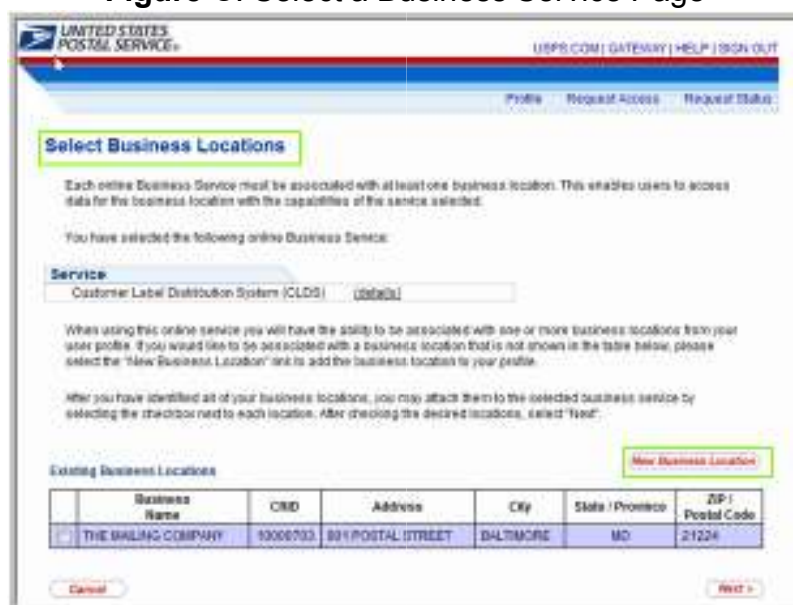 Figure 3. Select a Business Service Page
UNITED STATES
POSTAL SERVICE®
USPS.COM | GATEWAY | HELP | SIGN OUT
Profile Request Access Request Status
Select Business Locations
Each online Business Service must be associated with at least one business location. This enables users to access
data for the business location with the capabilities of the service selected.
You have selected the following online Business Service:
Service
Customer Label Distribution System (CLDS) (details)
When using this online service you will have the ability to be associated with one or more business locations from your
user profile. If you would like to be associated with a business location that is not shown in the table below, please
select the "New Business Location" link to add the business location to your profile.
After you have identified all of your business locations, you may attach them to the selected business service by
selecting the checkbox next to each location. After checking the desired locations, select "Next".
New Business Location
Existing Business Locations
Business Name CRID Address City State / Province ZIP / Postal Code
THE MAILING COMPANY POSTAL STREET BALTIMORE MD 21224
Cancel Next >